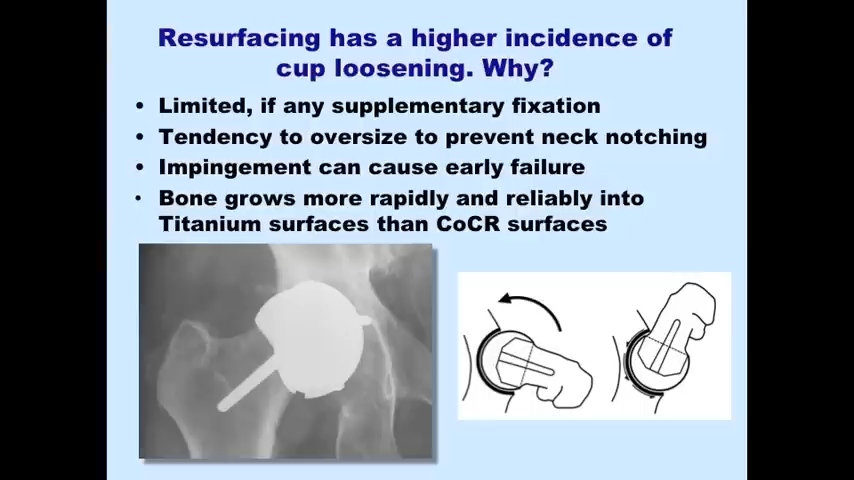 Resurfacing has a higher incidence of
cup loosening. Why?
• Limited, if any supplementary fixation
• Tendency to oversize to prevent neck notching
• Impingement can cause early failure
• Bone grows more rapidly and reliably into
Titanium surfaces than CoCR surfaces